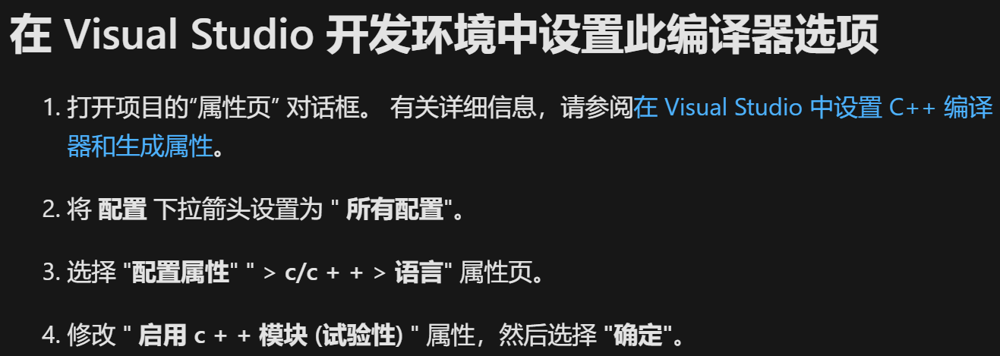 在 Visual Studio 开发环境中设置此编译器选项
1. 打开项目的“属性页” 对话框。 有关详细信息，请参阅在 Visual Studio 中设置 C++ 编译
器和生成属性。
2. 将 配置 下拉箭头设置为 " 所有配置"。
3. 选择 "配置属性" " > c/c + + > 语言" 属性页。
4. 修改 " 启用 c + + 模块 (试验性) " 属性，然后选择 "确定"。